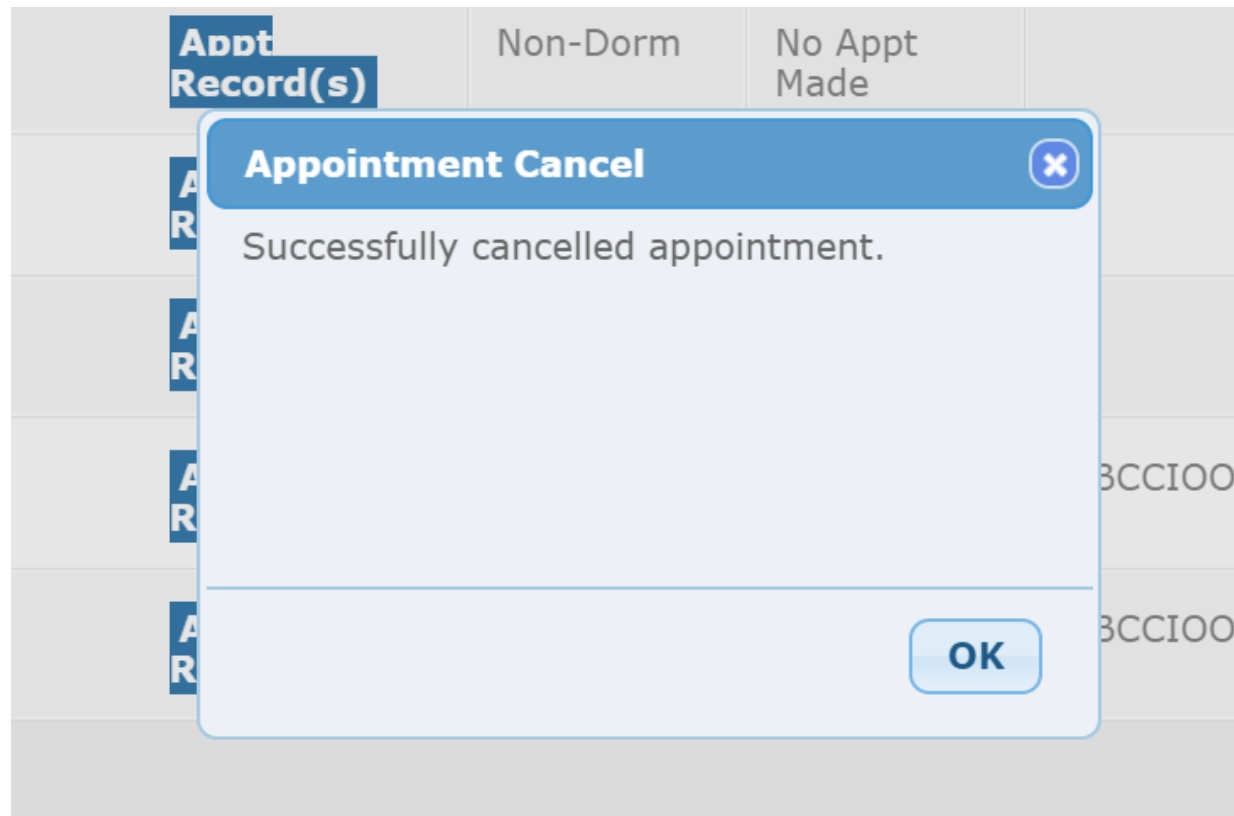 Appt Non-Dorm No Appt
Record(s) Made
Appointment Cancel
Successfully cancelled appointment.
OK